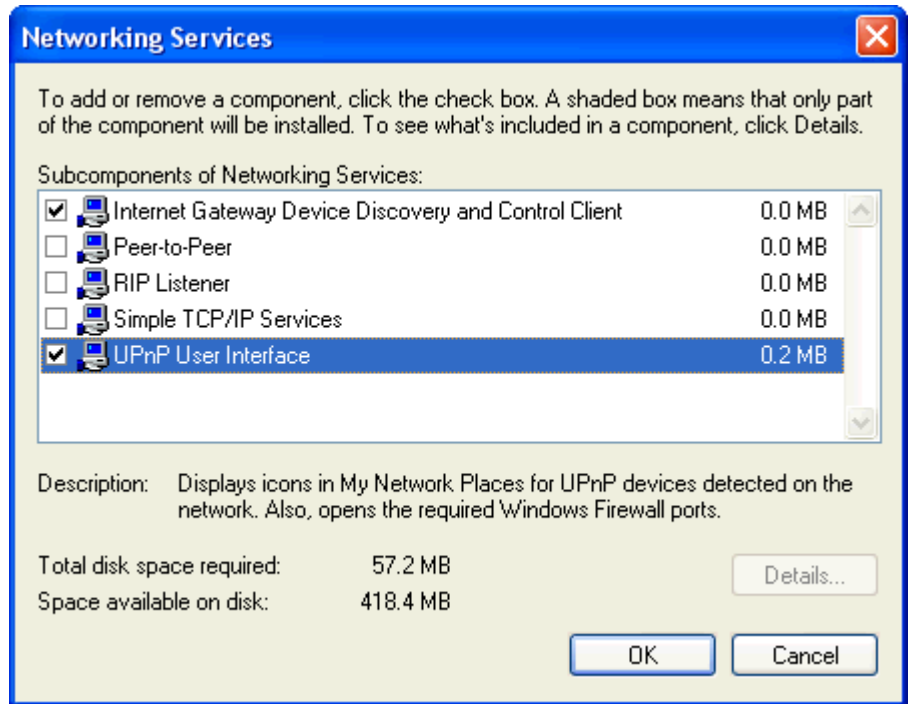 Networking Services
To add or remove a component, click the check box. A shaded box means that only part
of the component will be installed. To see what's included in a component, click Details.
Subcomponents of Networking Services:
Internet Gateway Device Discovery and Control Client 0.0 MB
Peer-to-Peer 0.0 MB
RIP Listener 0.0 MB
Simple TCP/IP Services 0.0 MB
UPnP User Interface 0.2 MB
Description: Displays icons in My Network Places for UPnP devices detected on the
network. Also, opens the required Windows Firewall ports.
Total disk space required: 57.2 MB
Space available on disk: 418.4 MB
Details...
OK Cancel